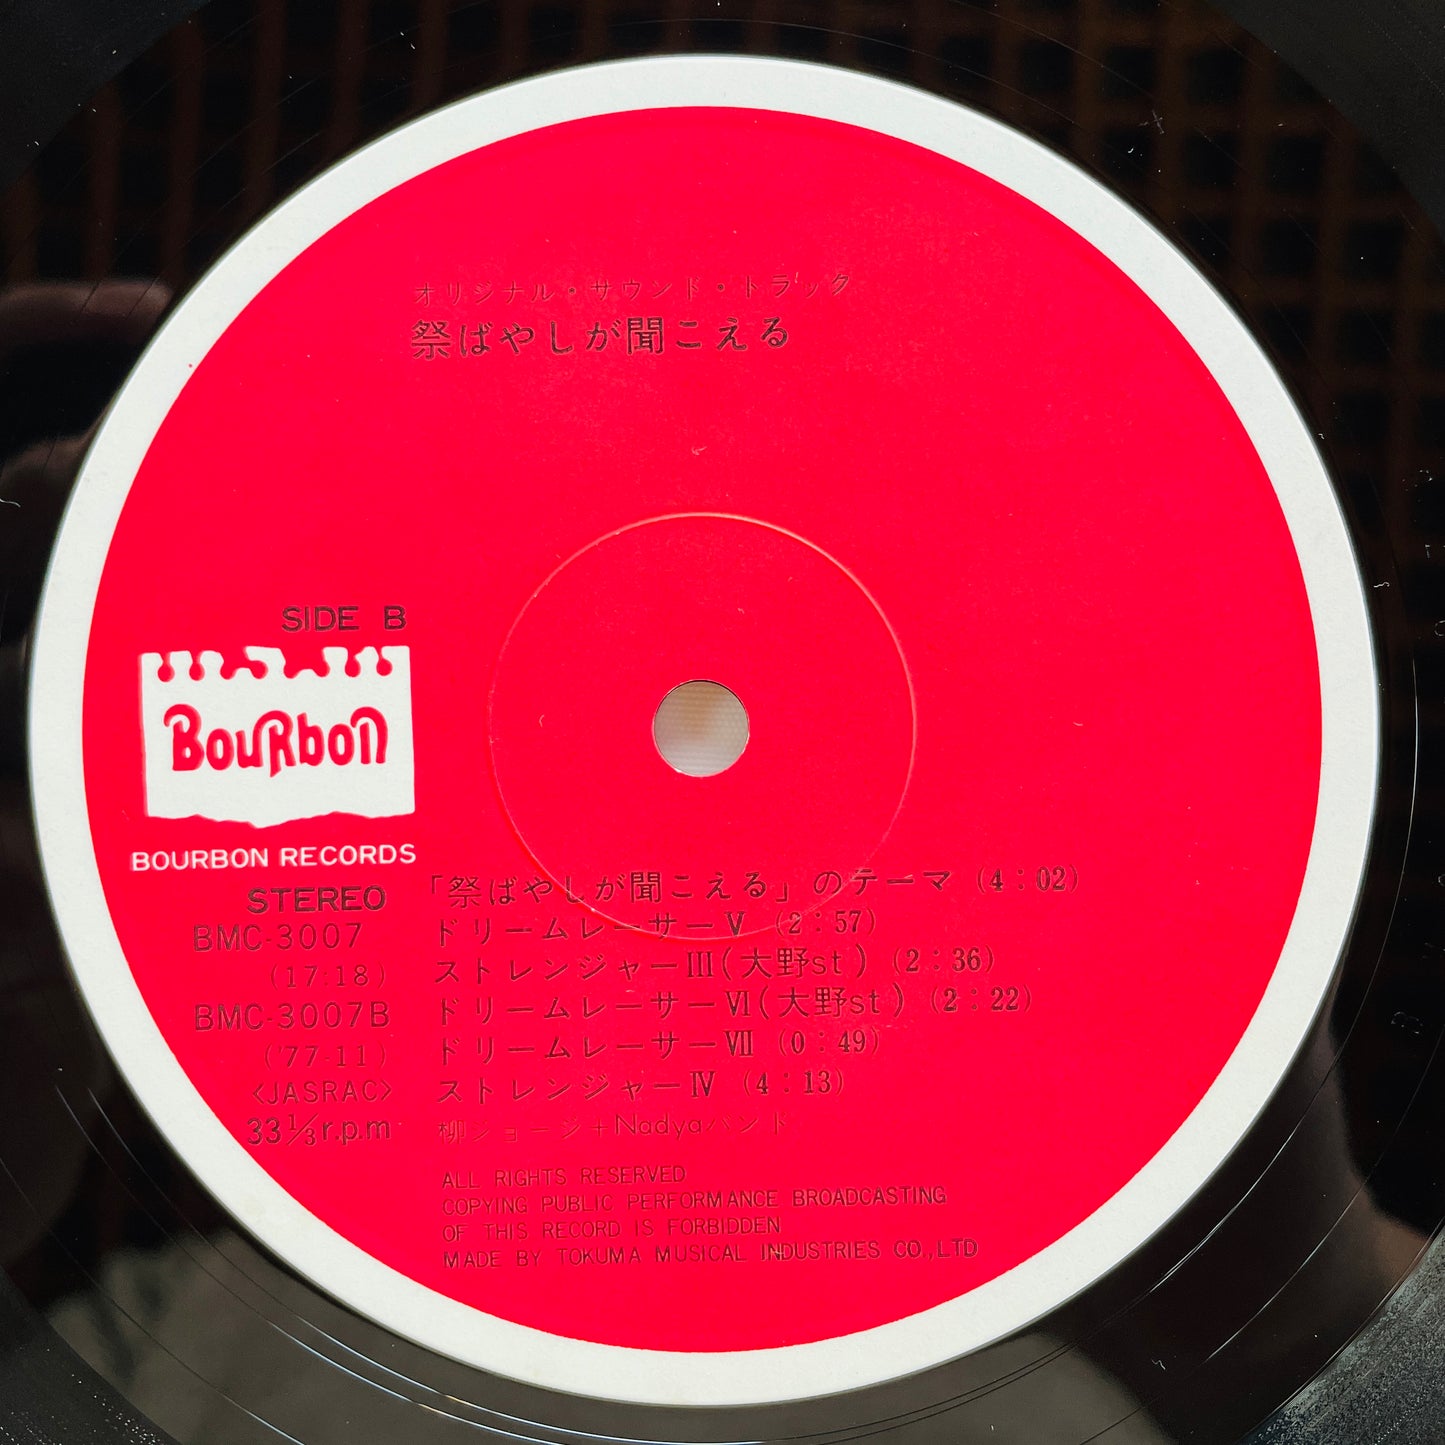 オリジナル・サウンド・トラック
祭ばやしが聞こえる
SIDE B
BouRboN
BOURBON RECORDS
STEREO
BMC-3007
(17:18)
BMC-3007B
('77-11)
<JASRAC>
33⅓r.p.m
「祭ばやしが聞こえる」のテーマ (4:02)
ドリームレーサーⅤ (2:57)
ストレンジャーⅢ(大野st) (2:36)
ドリームレーサーⅥ(大野st) (2:22)
ドリームレーサーⅦ (0:49)
ストレンジャーⅣ (4:13)
柳ジョージ+Nadyaバンド
ALL RIGHTS RESERVED
COPYING PUBLIC PERFORMANCE BROADCASTING
OF THIS RECORD IS FORBIDDEN
MADE BY TOKUMA MUSICAL INDUSTRIES CO.,LTD